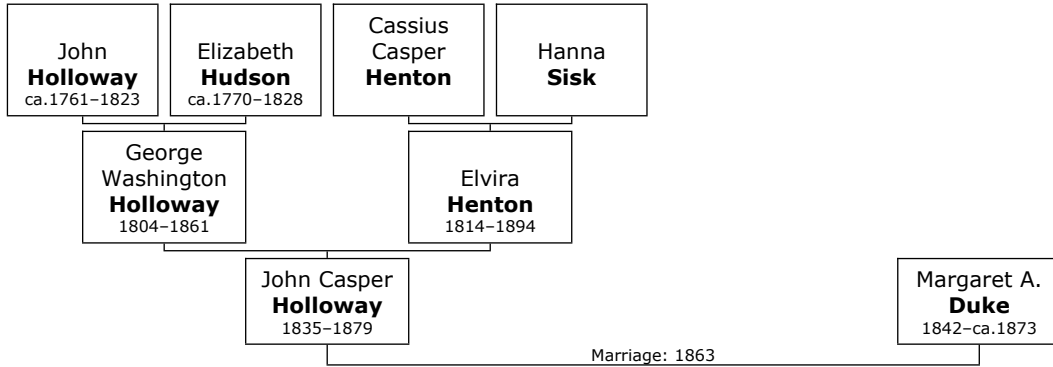 John
Holloway
ca.1761–1823
Elizabeth
Hudson
ca.1770–1828
Cassius
Casper
Henton
Hanna
Sisk
George
Washington
Holloway
1804–1861
Elvira
Henton
1814–1894
John Casper
Holloway
1835–1879
Margaret A.
Duke
1842–ca.1873
Marriage: 1863